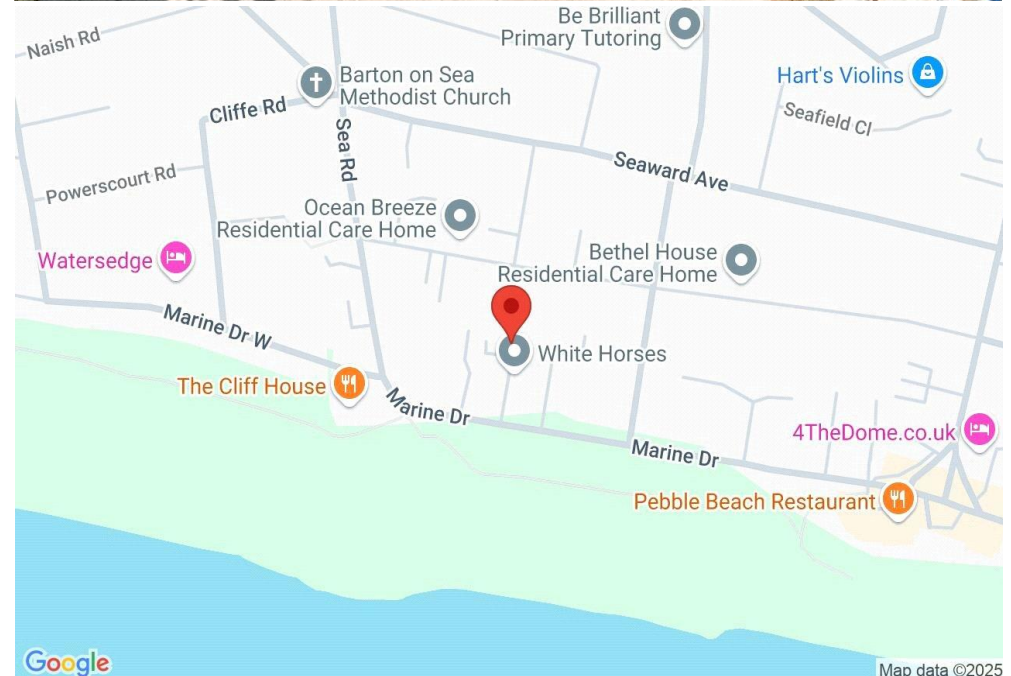 Be Brilliant
Primary Tutoring
Naish Rd
Hart's Violins
Barton on Sea
Methodist Church
Cliffe Rd
Seafield Cl
Sea Rd
Seaward Ave
Powerscourt Rd
Ocean Breeze
Residential Care Home
Bethel House
Residential Care Home
Watersedge
Marine Dr W
White Horses
The Cliff House
Marine Dr
4TheDome.co.uk
Marine Dr
Pebble Beach Restaurant
Google
Map data ©2025